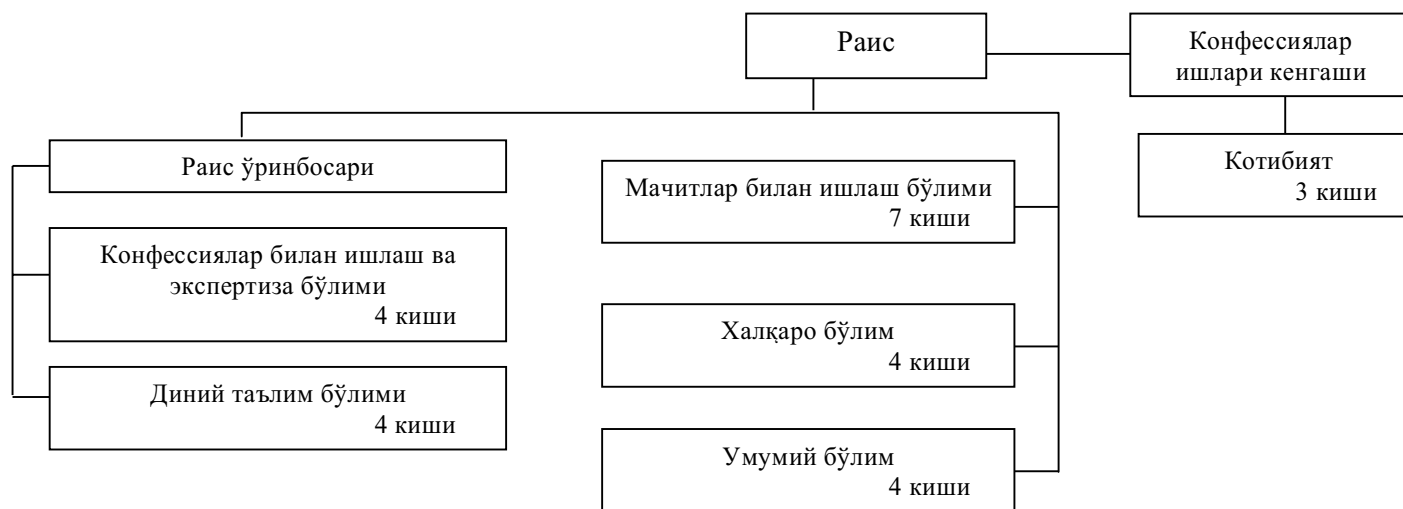 Раис
Конфессиялар
ишлари кенгаши
Котибият
3 киши
Раис ўринбосари
Конфессиялар билан ишлаш ва
экспертиза бўлими
4 киши
Диний таълим бўлими
4 киши
Мачитлар билан ишлаш бўлими
7 киши
Халқаро бўлим
4 киши
Умумий бўлим
4 киши